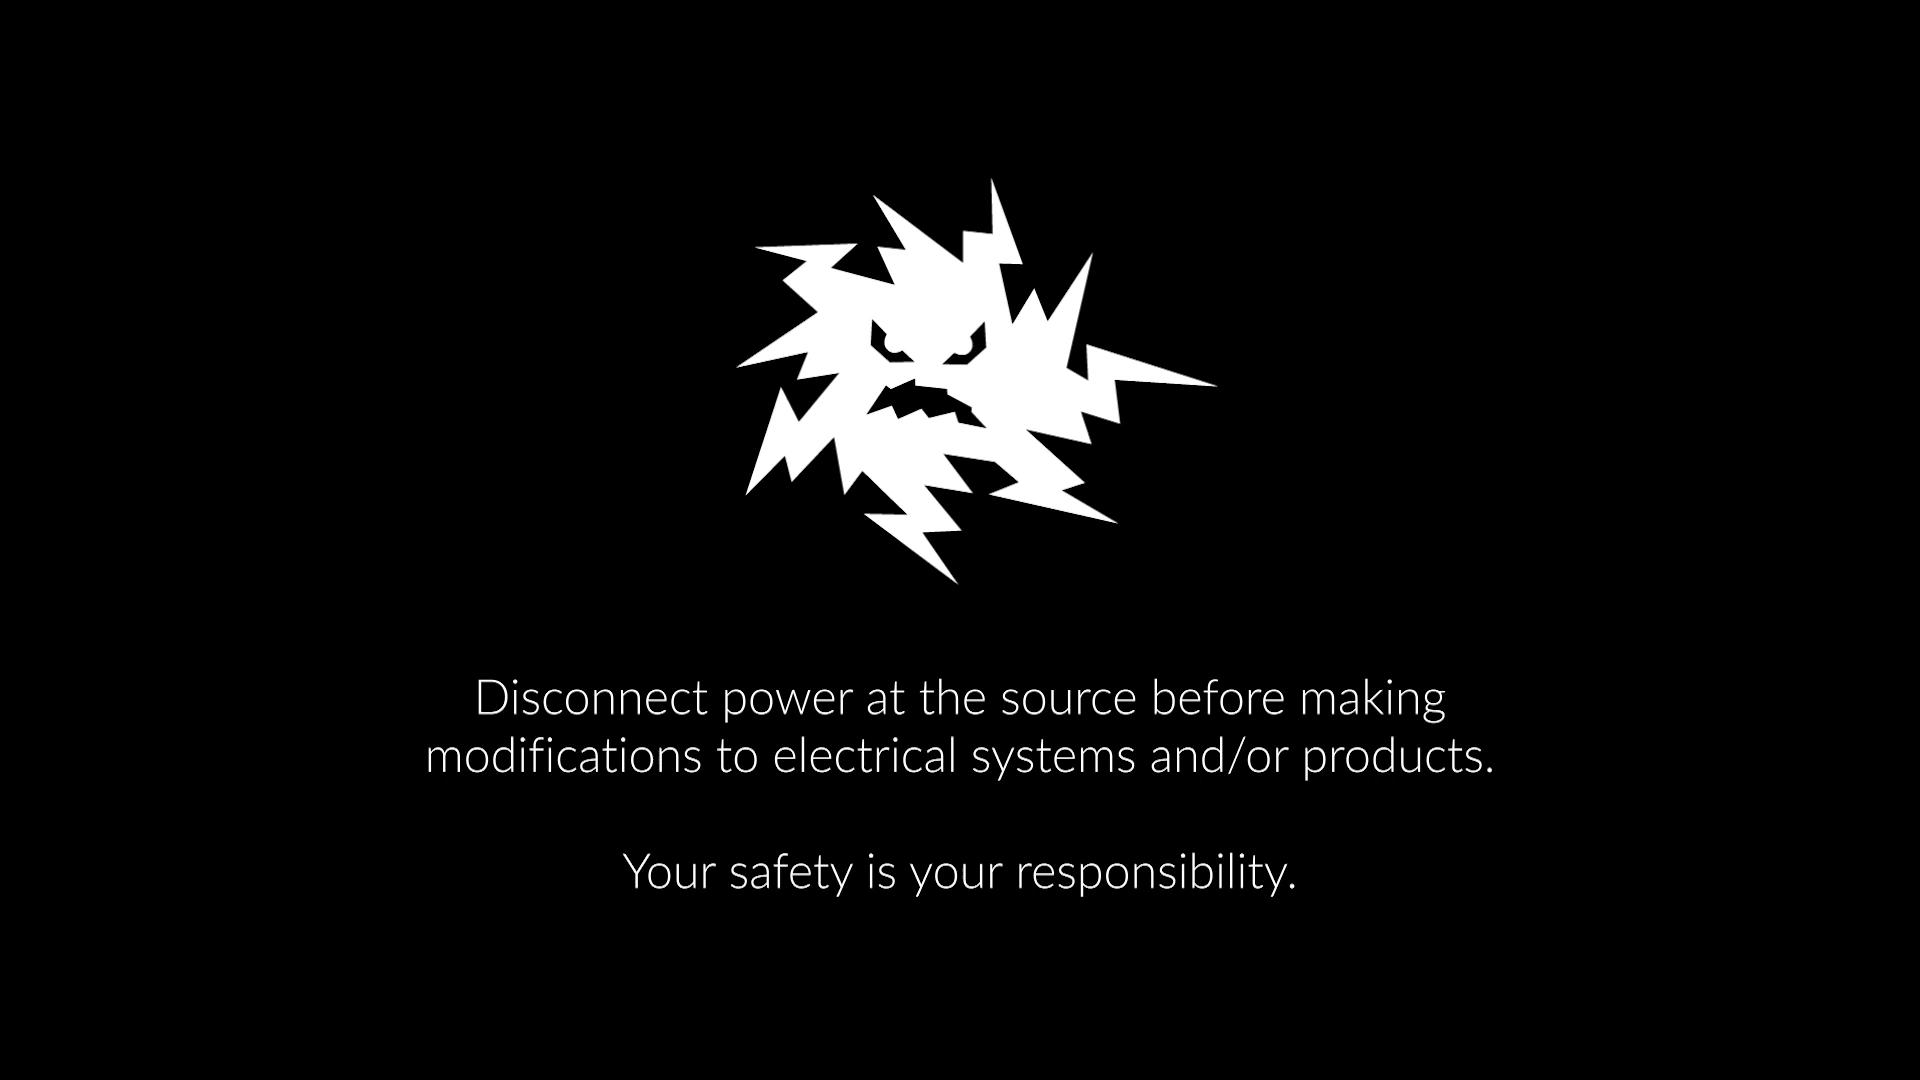 Disconnect power at the source before making
modifications to electrical systems and/or products.
Your safety is your responsibility.